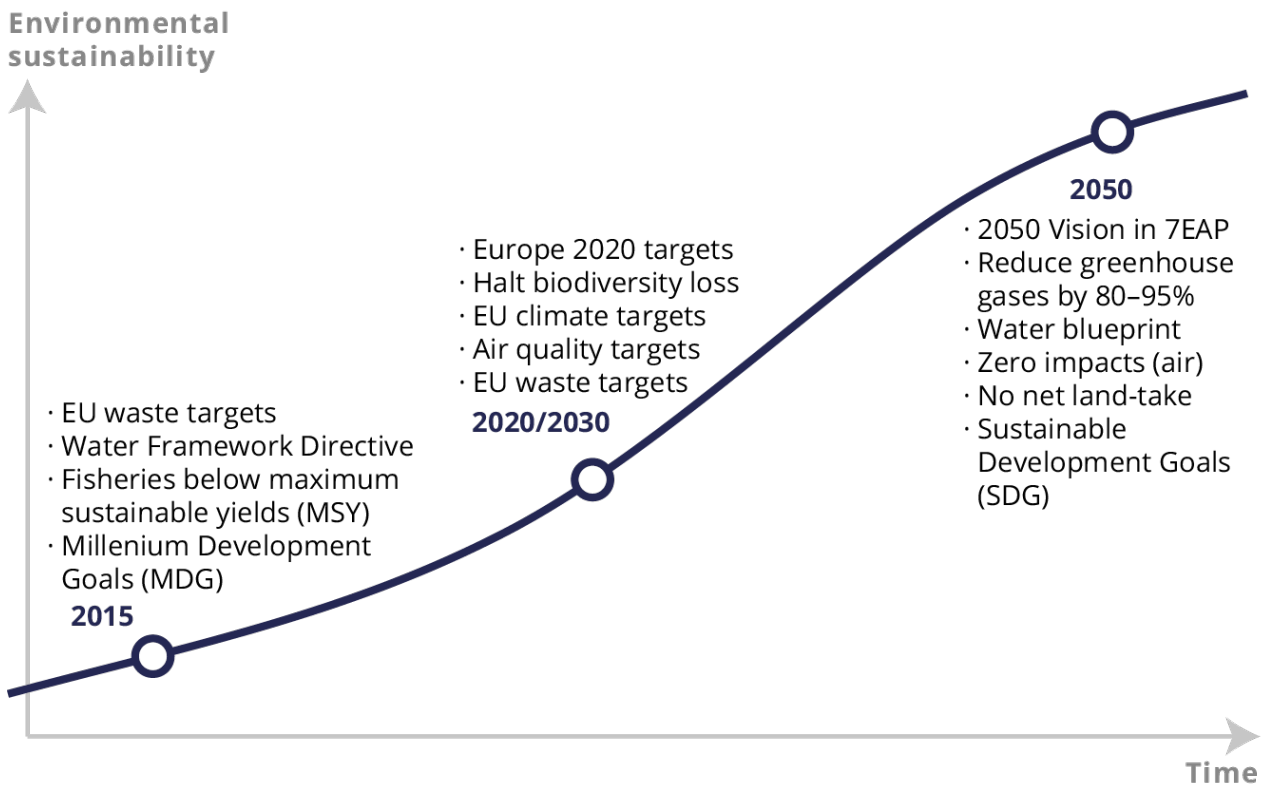 Environmental
sustainability
· EU waste targets
· Water Framework Directive
· Fisheries below maximum
sustainable yields (MSY)
· Millenium Development
Goals (MDG)
2015
· Europe 2020 targets
· Halt biodiversity loss
· EU climate targets
· Air quality targets
· EU waste targets
2020/2030
2050
· 2050 Vision in 7EAP
· Reduce greenhouse
gases by 80–95%
· Water blueprint
· Zero impacts (air)
· No net land-take
· Sustainable
Development Goals
(SDG)
Time